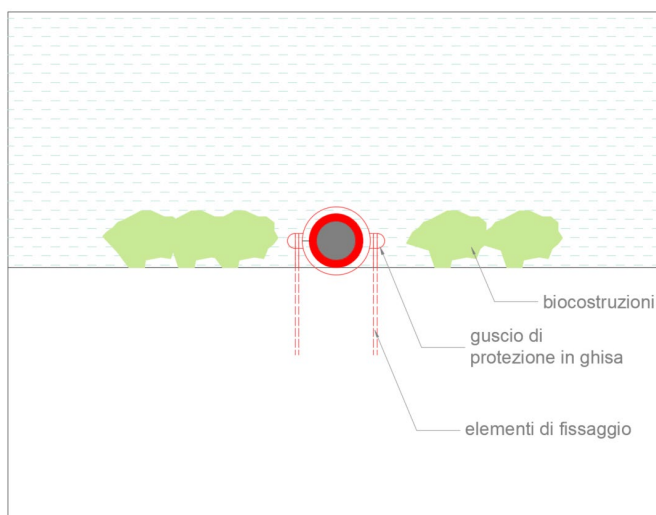 biocostruzioni
guscio di
protezione in ghisa
elementi di fissaggio